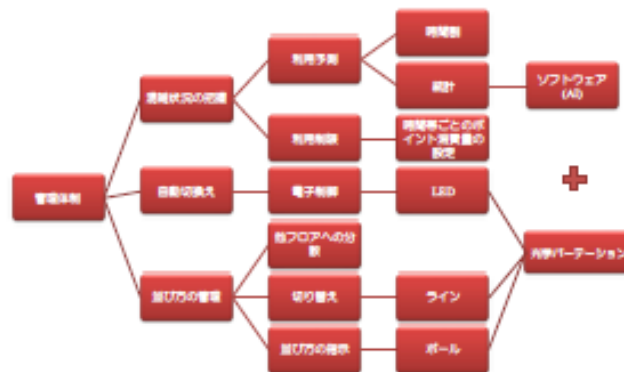 時間割
利用予測
統計
ソフトウェア
(AI)
混雑状況の把握
利用制限
時間帯ごとのポ
イント消費量の
設定
管理体制
自動切換え
電子制御
LED
他フロアへの分
散
光学パーテーション
並び方の管理
切り替え
ライン
並び方の指示
ポール